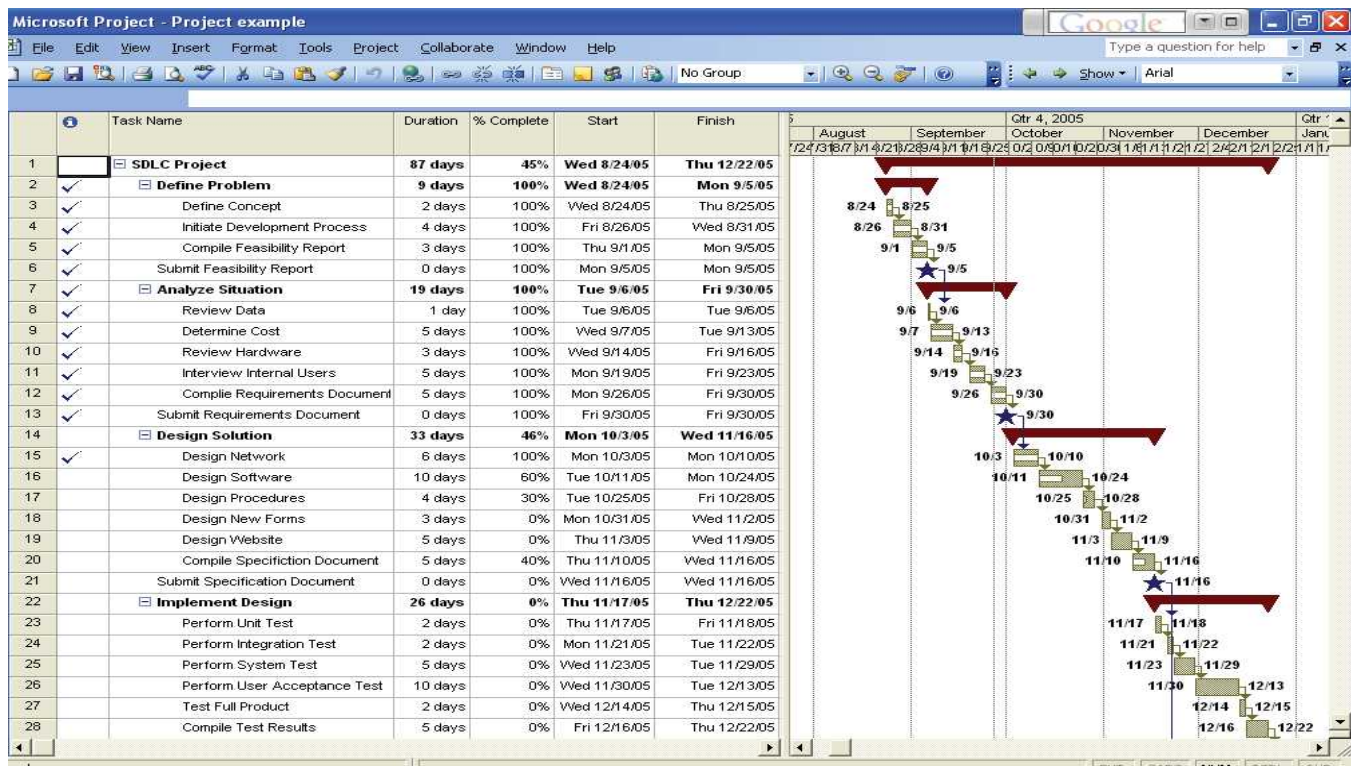 Microsoft Project - Project example
Google
File Edit View Insert Format Tools Project Collaborate Window Help
Type a question for help
No Group Show Arial
Task Name Duration % Complete Start Finish
Qtr 4, 2005 Qtr
August September October November December
1 SDLC Project 87 days 45% Wed 8/24/05 Thu 12/22/05
2 Define Problem 9 days 100% Wed 8/24/05 Mon 9/5/05
3 Define Concept 2 days 100% Wed 8/24/05 Thu 8/25/05 8/24 8/25
4 Initiate Development Process 4 days 100% Fri 8/26/05 Wed 8/31/05 8/26 8/31
5 Compile Feasibility Report 3 days 100% Thu 9/1/05 Mon 9/5/05 9/1 9/5
6 Submit Feasibility Report 0 days 100% Mon 9/5/05 Mon 9/5/05 9/5
7 Analyze Situation 19 days 100% Tue 9/6/05 Fri 9/30/05
8 Review Data 1 day 100% Tue 9/6/05 Tue 9/6/05 9/6 9/6
9 Determine Cost 5 days 100% Wed 9/7/05 Tue 9/13/05 9/7 9/13
10 Review Hardware 3 days 100% Wed 9/14/05 Fri 9/16/05 9/14 9/16
11 Interview Internal Users 5 days 100% Mon 9/19/05 Fri 9/23/05 9/19 9/23
12 Complie Requirements Document 5 days 100% Mon 9/26/05 Fri 9/30/05 9/26 9/30
13 Submit Requirements Document 0 days 100% Fri 9/30/05 Fri 9/30/05 9/30
14 Design Solution 33 days 46% Mon 10/3/05 Wed 11/16/05
15 Design Network 6 days 100% Mon 10/3/05 Mon 10/10/05 10/3 10/10
16 Design Software 10 days 60% Tue 10/11/05 Mon 10/24/05 10/11 10/24
17 Design Procedures 4 days 30% Tue 10/25/05 Fri 10/28/05 10/25 10/28
18 Design New Forms 3 days 0% Mon 10/31/05 Wed 11/2/05 10/31 11/2
19 Design Website 5 days 0% Thu 11/3/05 Wed 11/9/05 11/3 11/9
20 Compile Specifiction Document 5 days 40% Thu 11/10/05 Wed 11/16/05 11/10 11/16
21 Submit Specification Document 0 days 0% Wed 11/16/05 Wed 11/16/05 11/16
22 Implement Design 26 days 0% Thu 11/17/05 Thu 12/22/05
23 Perform Unit Test 2 days 0% Thu 11/17/05 Fri 11/18/05 11/17 11/18
24 Perform Integration Test 2 days 0% Mon 11/21/05 Tue 11/22/05 11/21 11/22
25 Perform System Test 5 days 0% Wed 11/23/05 Tue 11/29/05 11/23 11/29
26 Perform User Acceptance Test 10 days 0% Wed 11/30/05 Tue 12/13/05 11/30 12/13
27 Test Full Product 2 days 0% Wed 12/14/05 Thu 12/15/05 12/14 12/15
28 Compile Test Results 5 days 0% Fri 12/16/05 Thu 12/22/05 12/16 12/22